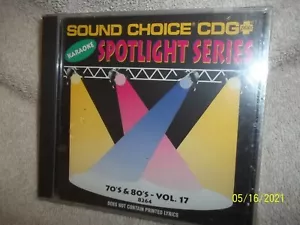 SOUND CHOICE® CDG
KARAOKE
SPOTLIGHT SERIES
70'S & 80'S - VOL. 17
8364
DOES NOT CONTAIN PRINTED LYRICS
05/16/2021